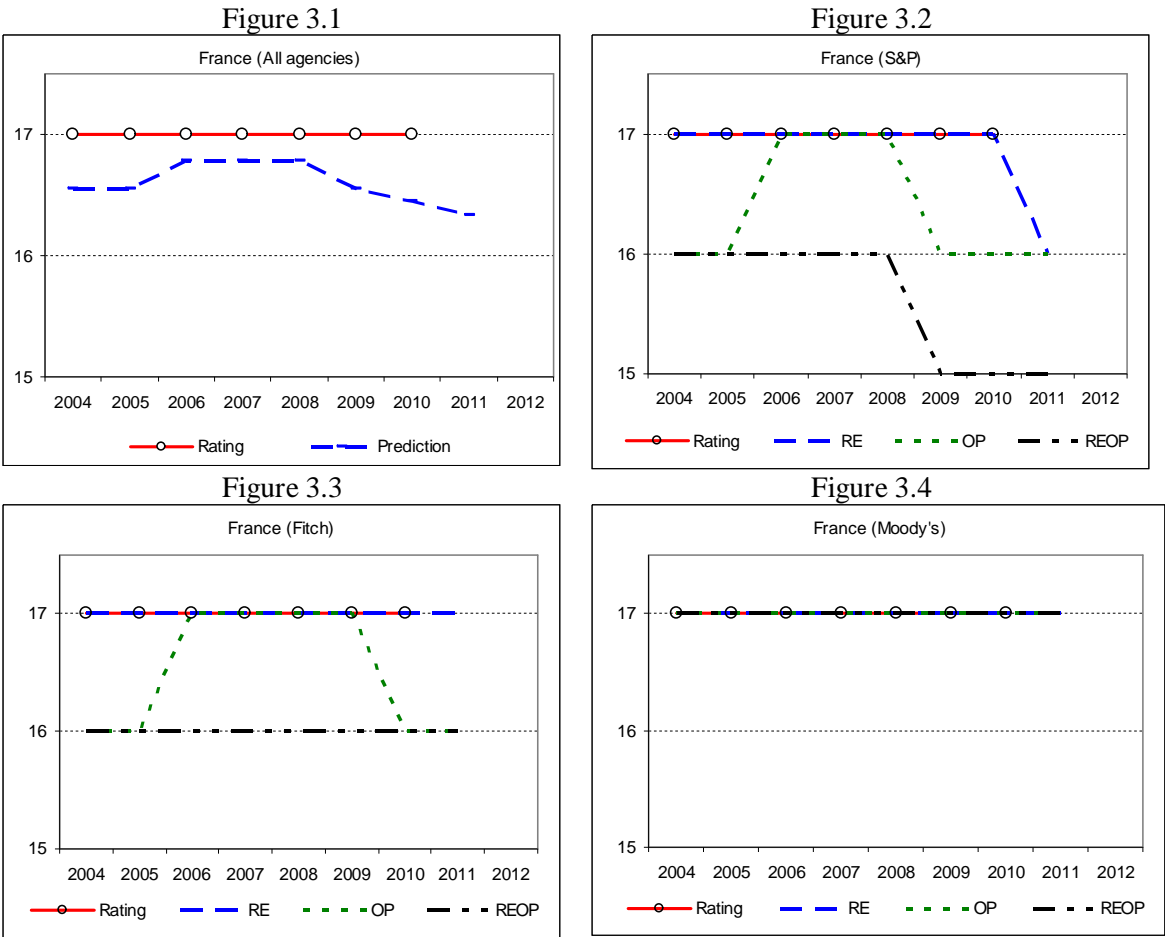 Figure 3.1
France (All agencies)
17
16
15
2004 2005 2006 2007 2008 2009 2010 2011 2012
Rating Prediction
Figure 3.2
France (S&P)
17
16
15
2004 2005 2006 2007 2008 2009 2010 2011 2012
Rating RE OP REOP
Figure 3.3
France (Fitch)
17
16
15
2004 2005 2006 2007 2008 2009 2010 2011 2012
Rating RE OP REOP
Figure 3.4
France (Moody's)
17
16
15
2004 2005 2006 2007 2008 2009 2010 2011 2012
Rating RE OP REOP